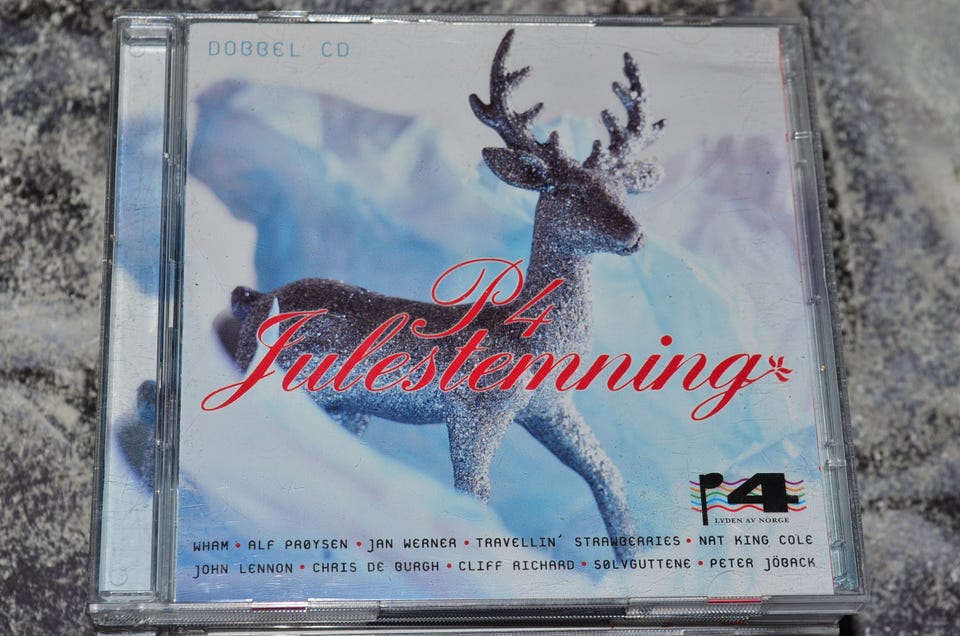 DOBBEL CD
P4
Julestemning
P4
LYDEN AV NORGE
WHAM • ALF PRØYSEN • JAN WERNER • TRAVELLIN' STRAWBERRIES • NAT KING COLE
JOHN LENNON • CHRIS DE BURGH • CLIFF RICHARD • SØLVGUTTENE • PETER JÖBACK